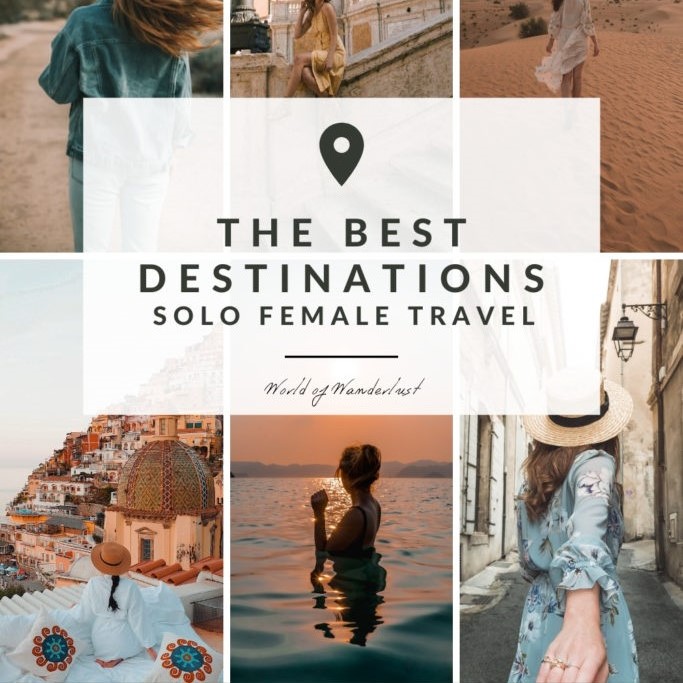 THE BEST
DESTINATIONS
SOLO FEMALE TRAVEL
World of Wanderlust